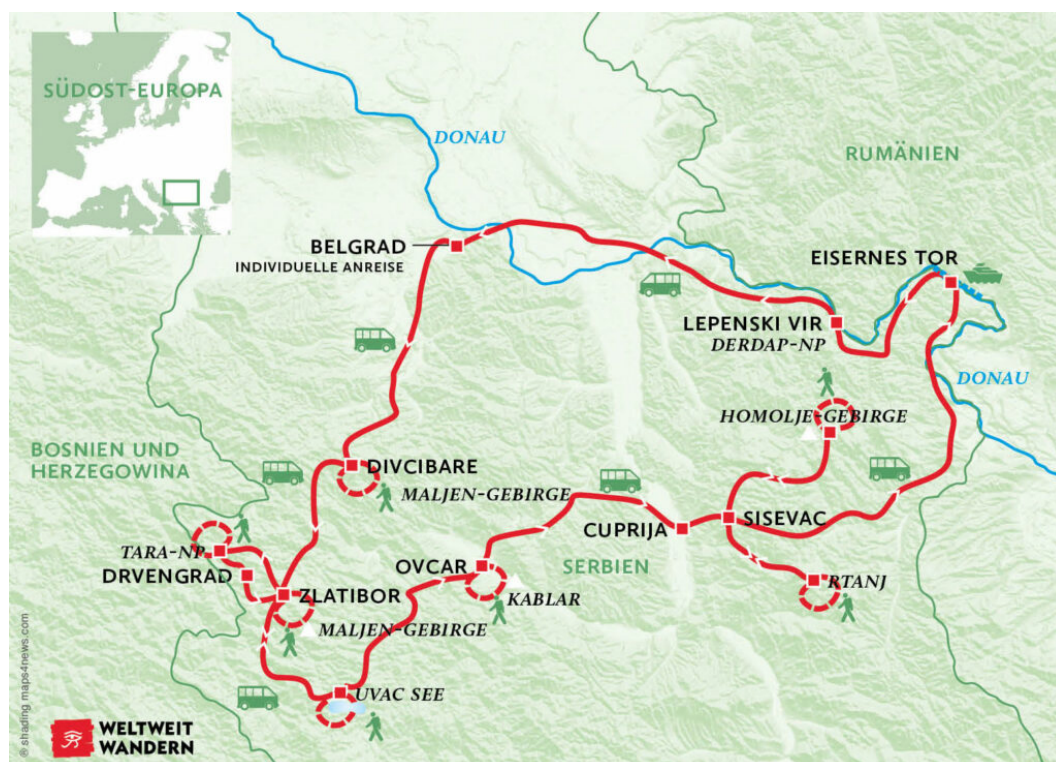 SÜDOST-EUROPA
DONAU
RUMÄNIEN
BELGRAD
INDIVIDUELLE ANREISE
EISERNES TOR
LEPENSKI VIR
DERDAP-NP
DONAU
HOMOLJE-GEBIRGE
BOSNIEN UND
HERZEGOWINA
DIVCIBARE
MALJEN-GEBIRGE
CUPRIJA
SISEVAC
TARA-NP
DRVENGRAD
OVCAR
SERBIEN
RTANJ
ZLATIBOR
KABLAR
MALJEN-GEBIRGE
UVAC SEE
® shading maps4news.com
WELTWEIT
WANDERN